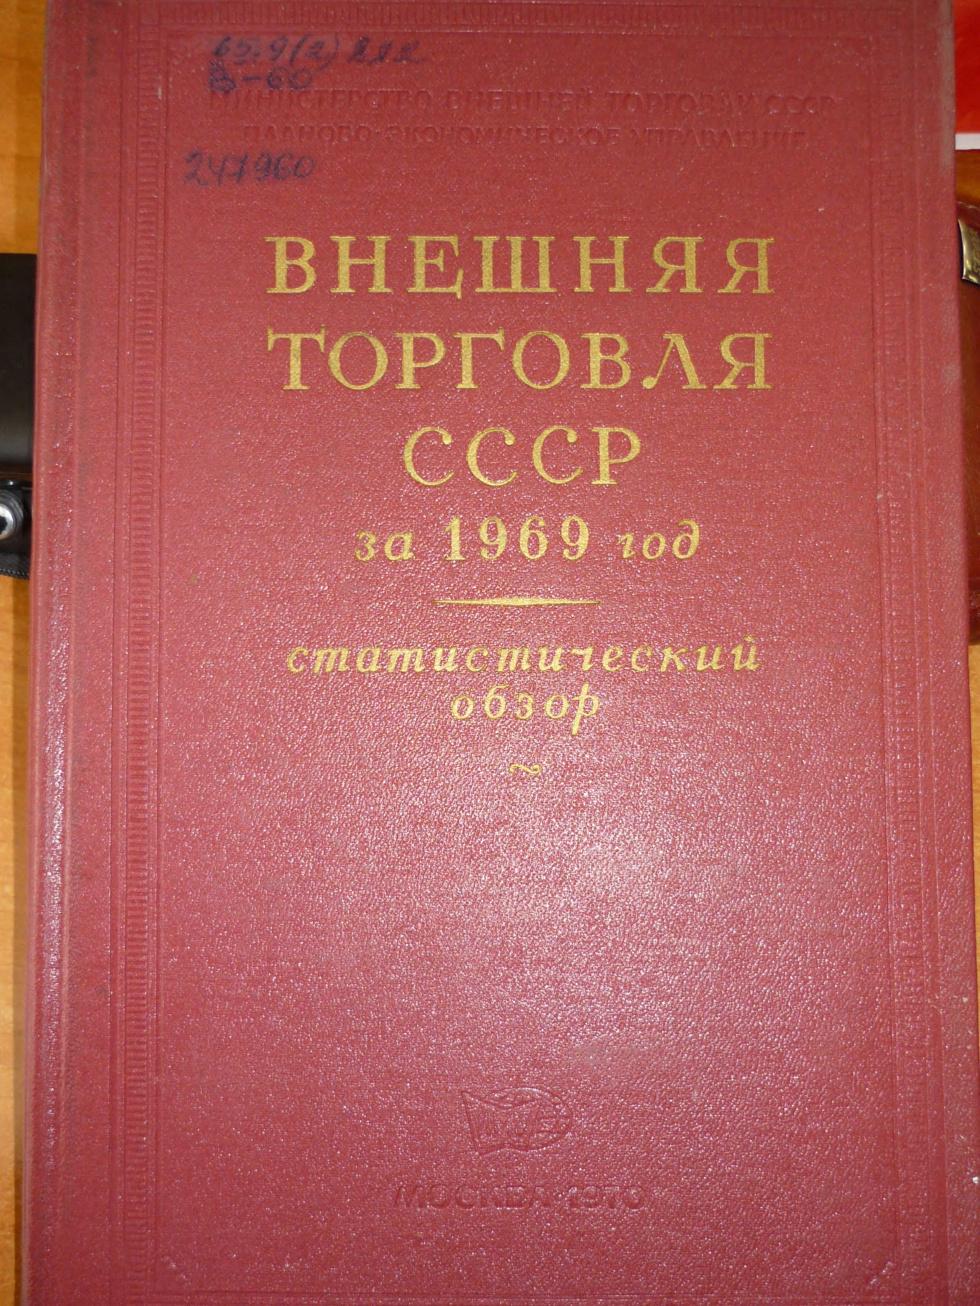 65.9(2)
В-60
МИНИСТЕРСТВО ВНЕШНЕЙ ТОРГОВЛИ СССР
ПЛАНОВО-ЭКОНОМИЧЕСКОЕ УПРАВЛЕНИЕ
247960
ВНЕШНЯЯ
ТОРГОВЛЯ
СССР
за 1969 год
статистический
обзор
МОСКВА-1970